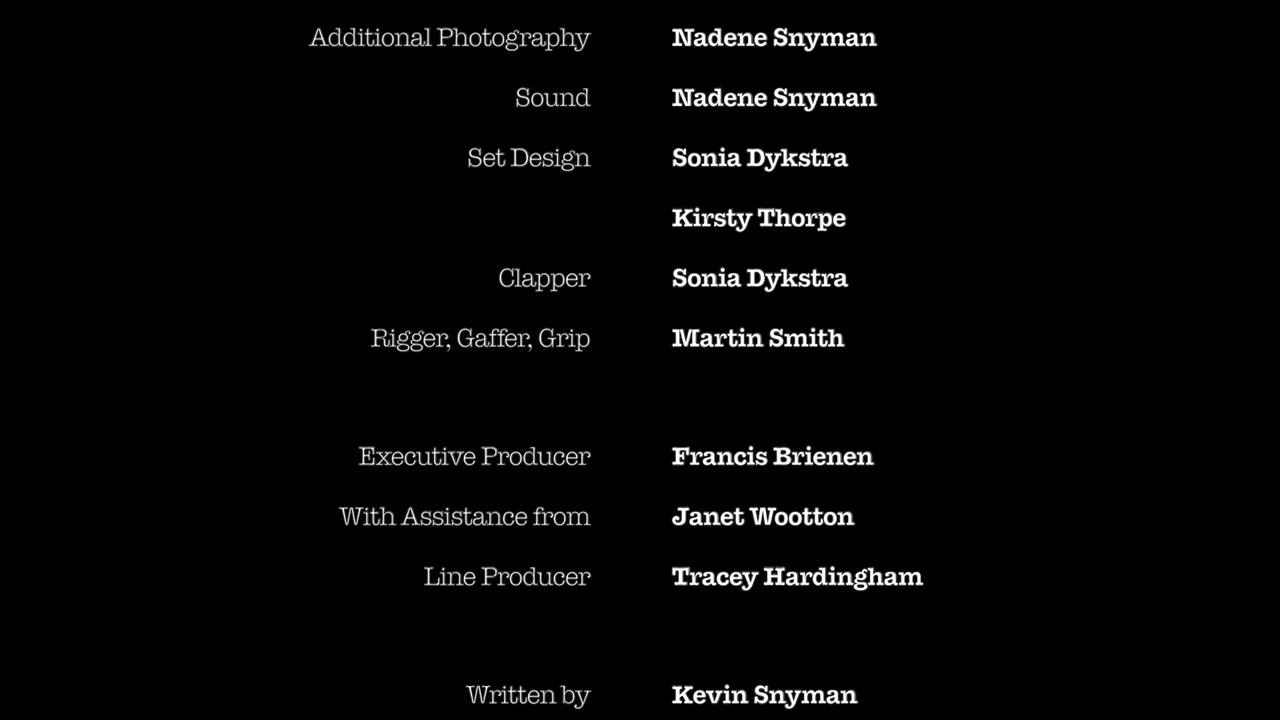 Additional Photography Nadene Snyman
Sound Nadene Snyman
Set Design Sonia Dykstra
Kirsty Thorpe
Clapper Sonia Dykstra
Rigger, Gaffer, Grip Martin Smith
Executive Producer Francis Brienen
With Assistance from Janet Wootton
Line Producer Tracey Hardingham
Written by Kevin Snyman